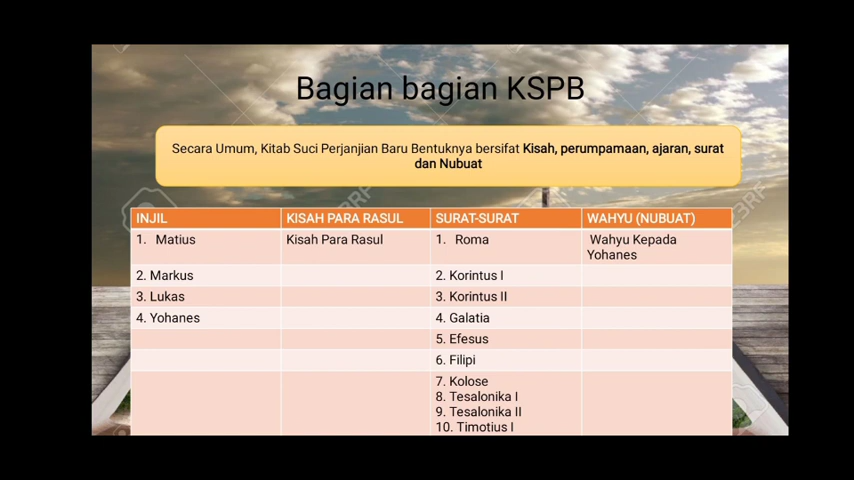 Bagian bagian KSPB
Secara Umum, Kitab Suci Perjanjian Baru Bentuknya bersifat Kisah, perumpamaan, ajaran, surat
dan Nubuat
INJIL KISAH PARA RASUL SURAT-SURAT WAHYU (NUBUAT)
1. Matius Kisah Para Rasul 1. Roma Wahyu Kepada
Yohanes
2. Markus 2. Korintus I
3. Lukas 3. Korintus II
4. Yohanes 4. Galatia
5. Efesus
6. Filipi
7. Kolose
8. Tesalonika I
9. Tesalonika II
10. Timotius I